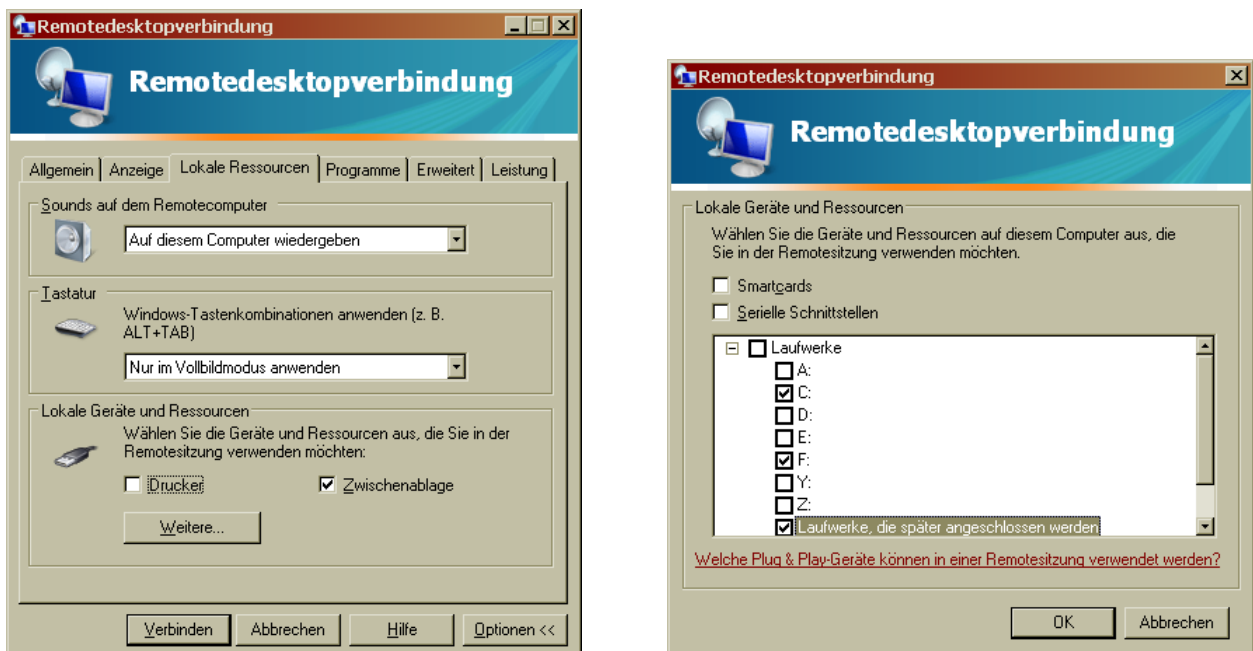 Remotedesktopverbindung
Remotedesktopverbindung
Allgemein Anzeige Lokale Ressourcen Programme Erweitert Leistung
Sounds auf dem Remotecomputer
Auf diesem Computer wiedergeben
Tastatur
Windows-Tastenkombinationen anwenden (z. B.
ALT+TAB)
Nur im Vollbildmodus anwenden
Lokale Geräte und Ressourcen
Wählen Sie die Geräte und Ressourcen aus, die Sie in der
Remotesitzung verwenden möchten:
Drucker Zwischenablage
Weitere...
Verbinden Abbrechen Hilfe Optionen <<
Remotedesktopverbindung
Remotedesktopverbindung
Lokale Geräte und Ressourcen
Wählen Sie die Geräte und Ressourcen auf diesem Computer aus, die
Sie in der Remotesitzung verwenden möchten.
Smartcards
Serielle Schnittstellen
Laufwerke
A:
C:
D:
E:
F:
Y:
Z:
Laufwerke, die später angeschlossen werden
Welche Plug & Play-Geräte können in einer Remotesitzung verwendet werden?
OK Abbrechen